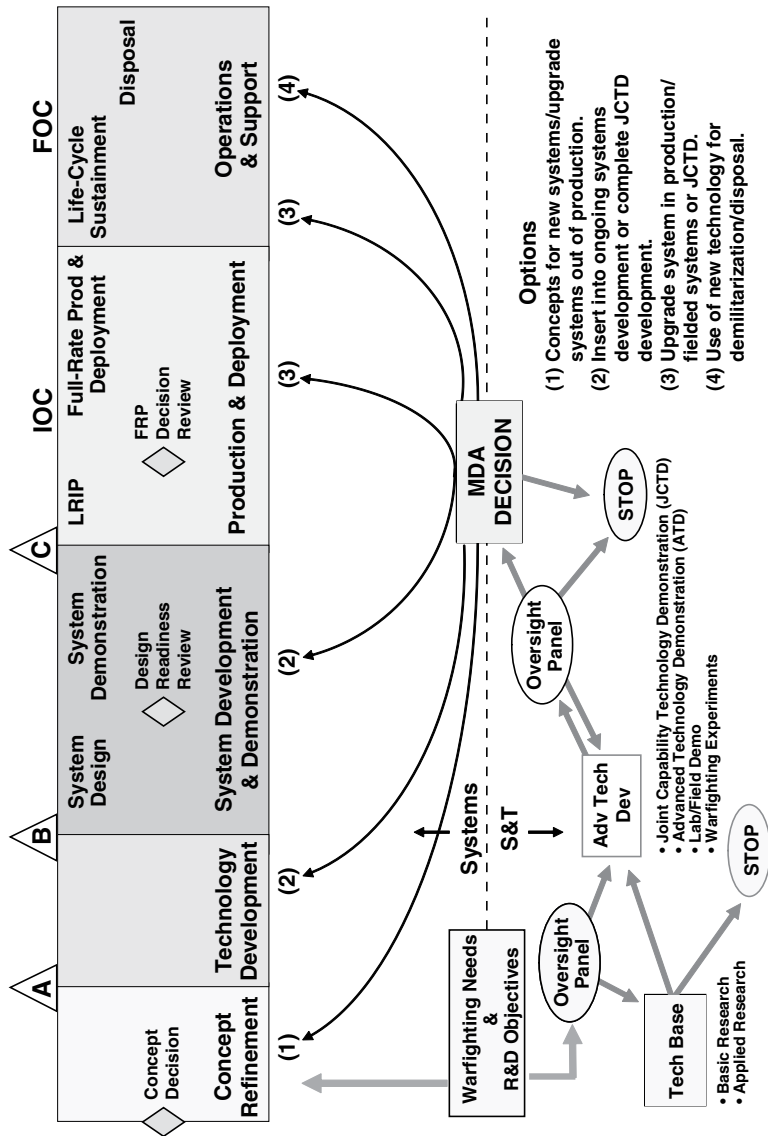 A
B
C
IOC
FOC
Concept
Decision
Concept
Refinement
Technology
Development
System
Design
System
Demonstration
Design
Readiness
Review
System Development
& Demonstration
LRIP
Full-Rate Prod &
Deployment
FRP
Decision
Review
Production & Deployment
Life-Cycle
Sustainment
Disposal
Operations
& Support
(1)
(2)
(2)
(3)
(3)
(4)
Warfighting Needs
&
R&D Objectives
Systems
S&T
MDA
DECISION
Oversight
Panel
Oversight
Panel
Tech Base
• Basic Research
• Applied Research
STOP
Adv Tech
Dev
• Joint Capability Technology Demonstration (JCTD)
• Advanced Technology Demonstration (ATD)
• Lab/Field Demo
• Warfighting Experiments
STOP
Options
(1) Concepts for new systems/upgrade
systems out of production.
(2) Insert into ongoing systems
development or complete JCTD
development.
(3) Upgrade system in production/
fielded systems or JCTD.
(4) Use of new technology for
demilitarization/disposal.